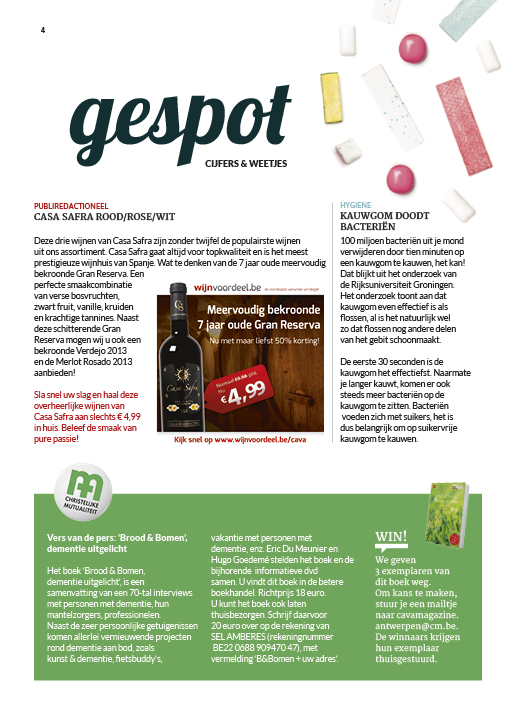 4
gespot
CIJFERS & WEETJES
PUBLIREDACTIONEEL
CASA SAFRA ROOD/ROSE/WIT
Deze drie wijnen van Casa Safra zijn zonder twijfel de populairste wijnen
uit ons assortiment. Casa Safra gaat altijd voor topkwaliteit en is het meest
prestigieuze wijnhuis van Spanje. Wat te denken van de 7 jaar oude meervoudig
bekroonde Gran Reserva. Een
perfecte smaakcombinatie
van verse bosvruchten,
zwart fruit, vanille, kruiden
en krachtige tannines. Naast
deze schitterende Gran
Reserva mogen wij u ook een
bekroonde Verdejo 2013
en de Merlot Rosado 2013
aanbieden!
Sla snel uw slag en haal deze
overheerlijke wijnen van
Casa Safra aan slechts € 4,99
in huis. Beleef de smaak van
pure passie!
wijnvoordeel.be
Meervoudig bekroonde
7 jaar oude Gran Reserva
Nu met maar liefst 50% korting!
Casa Safra
Nu
€4,99
Kijk snel op www.wijnvoordeel.be/cava
HYGIENE
KAUWGOM DOODT
BACTERIËN
100 miljoen bacteriën uit je mond
verwijderen door tien minuten op
een kauwgom te kauwen, het kan!
Dat blijkt uit het onderzoek van
de Rijksuniversiteit Groningen.
Het onderzoek toont aan dat
kauwgom even effectief is als
flossen, al is het natuurlijk wel
zo dat flossen nog andere delen
van het gebit schoonmaakt.
De eerste 30 seconden is de
kauwgom het effectiefst. Naarmate
je langer kauwt, komen er ook
steeds meer bacteriën op de
kauwgom te zitten. Bacteriën
voeden zich met suikers, het is
dus belangrijk om op suikervrije
kauwgom te kauwen.
CHRISTELIJKE
MUTUALITEIT
Vers van de pers: 'Brood & Bomen',
dementie uitgelicht
Het boek 'Brood & Bomen,
dementie uitgelicht', is een
samenvatting van een 70-tal interviews
met personen met dementie, hun
mantelzorgers, professionelen.
Naast de zeer persoonlijke getuigenissen
komen allerlei vernieuwende projecten
rond dementie aan bod, zoals
kunst & dementie, fietsbuddy's,
vakantie met personen met
dementie, enz. Eric Du Meunier en
Hugo Goedemé stelden het boek en de
bijhorende informatieve dvd
samen. U vindt dit boek in de betere
boekhandel. Richtprijs 18 euro.
U kunt het boek ook laten
thuisbezorgen. Schrijf daarvoor
20 euro over op de rekening van
SEL AMBERES (rekeningnummer
BE22 0688 909470 47), met
vermelding 'B&Bomen + uw adres'.
WIN!
We geven
3 exemplaren van
dit boek weg.
Om kans te maken,
stuur je een mailtje
naar cavamagazine.
antwerpen@cm.be.
De winnaars krijgen
hun exemplaar
thuisgestuurd.